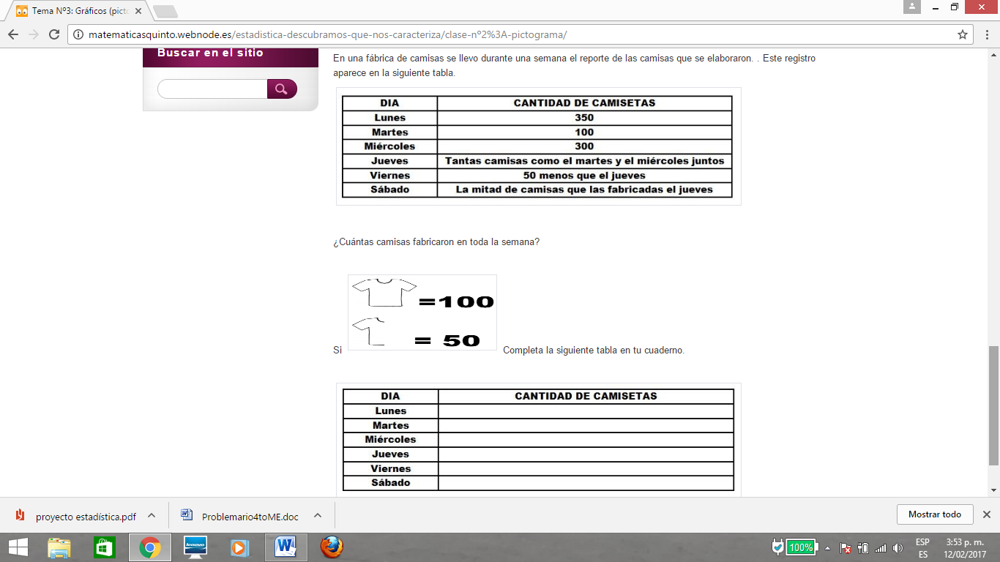 Tema Nº3: Gráficos (picto
matematicasquinto.webnode.es/estadistica-descubramos-que-nos-caracteriza/clase-nº2%3A-pictograma/
Buscar en el sitio
En una fábrica de camisas se llevo durante una semana el reporte de las camisas que se elaboraron. . Este registro
aparece en la siguiente tabla.
DIA CANTIDAD DE CAMISETAS
Lunes 350
Martes 100
Miércoles 300
Jueves Tantas camisas como el martes y el miércoles juntos
Viernes 50 menos que el jueves
Sábado La mitad de camisas que las fabricadas el jueves
¿Cuántas camisas fabricaron en toda la semana?
=100
= 50
Si Completa la siguiente tabla en tu cuaderno.
DIA CANTIDAD DE CAMISETAS
Lunes
Martes
Miércoles
Jueves
Viernes
Sábado
proyecto estadística.pdf Problemario4toME.doc Mostrar todo
lenovo 100% ESP 3:53 p. m.
ES 12/02/2017